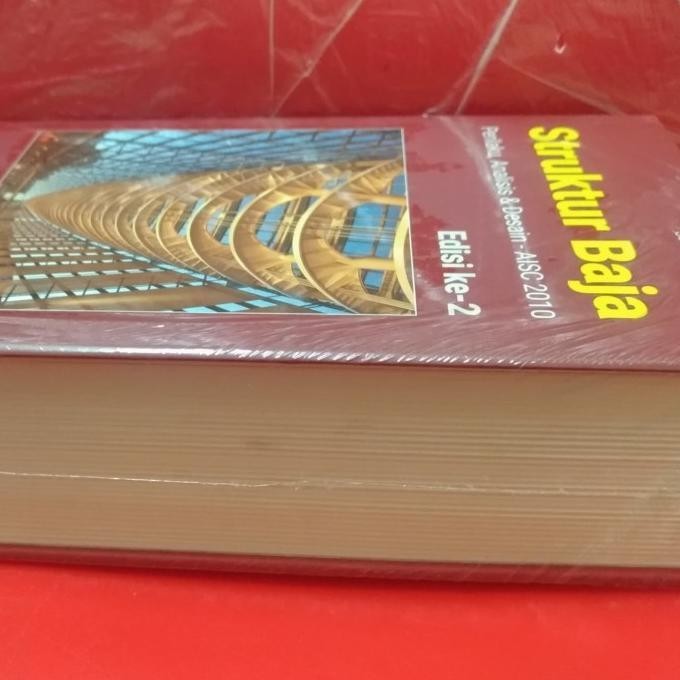 Struktur Baja
Perilaku, Analisis & Desain - AISC 2010
Edisi ke-2